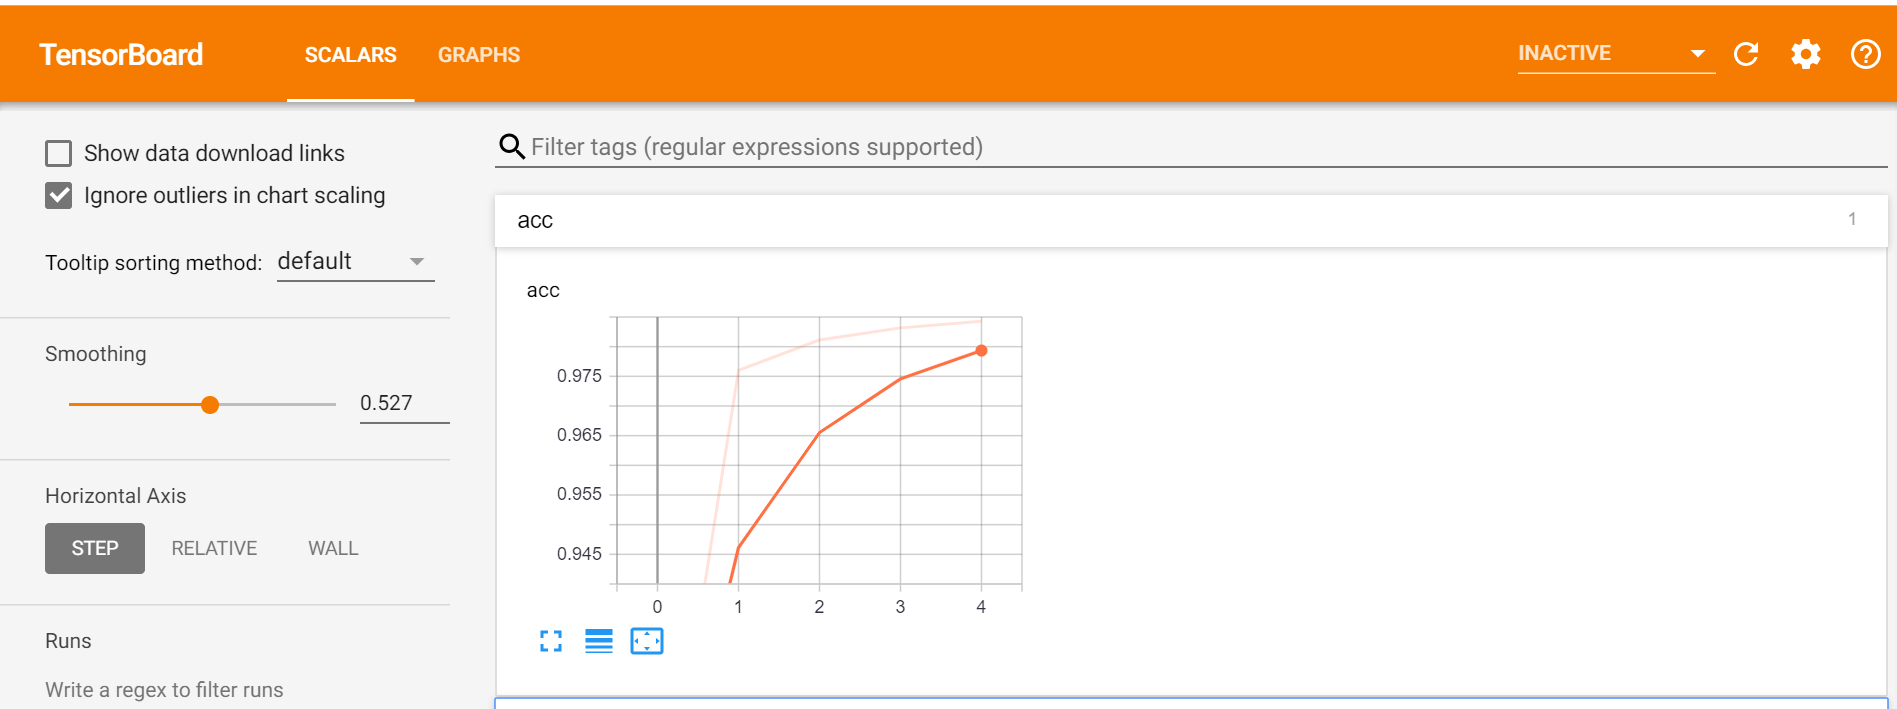 TensorBoard SCALARS GRAPHS INACTIVE
Show data download links
Ignore outliers in chart scaling
Tooltip sorting method: default
Smoothing
0.527
Horizontal Axis
STEP RELATIVE WALL
Runs
Write a regex to filter runs
Filter tags (regular expressions supported)
acc 1
acc
0.975
0.965
0.955
0.945
0 1 2 3 4